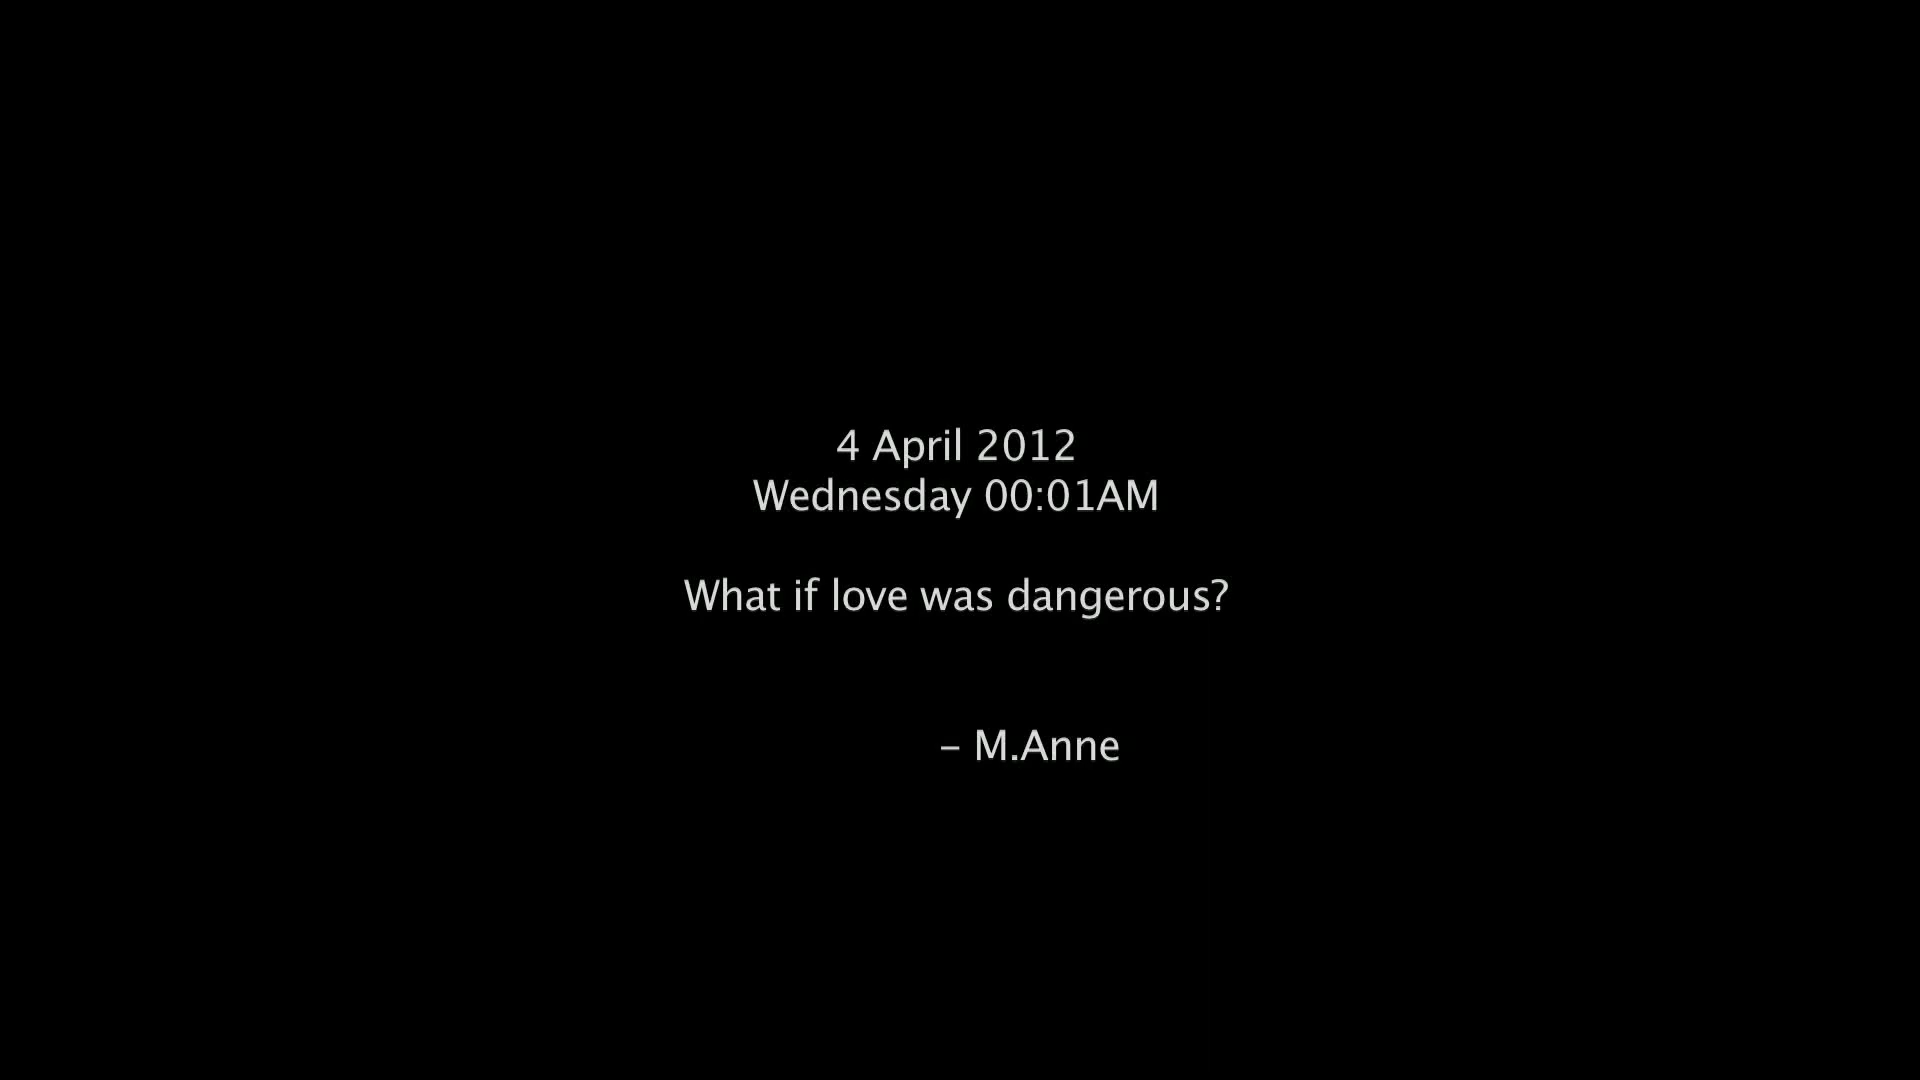 4 April 2012
Wednesday 00:01AM
What if love was dangerous?
– M.Anne